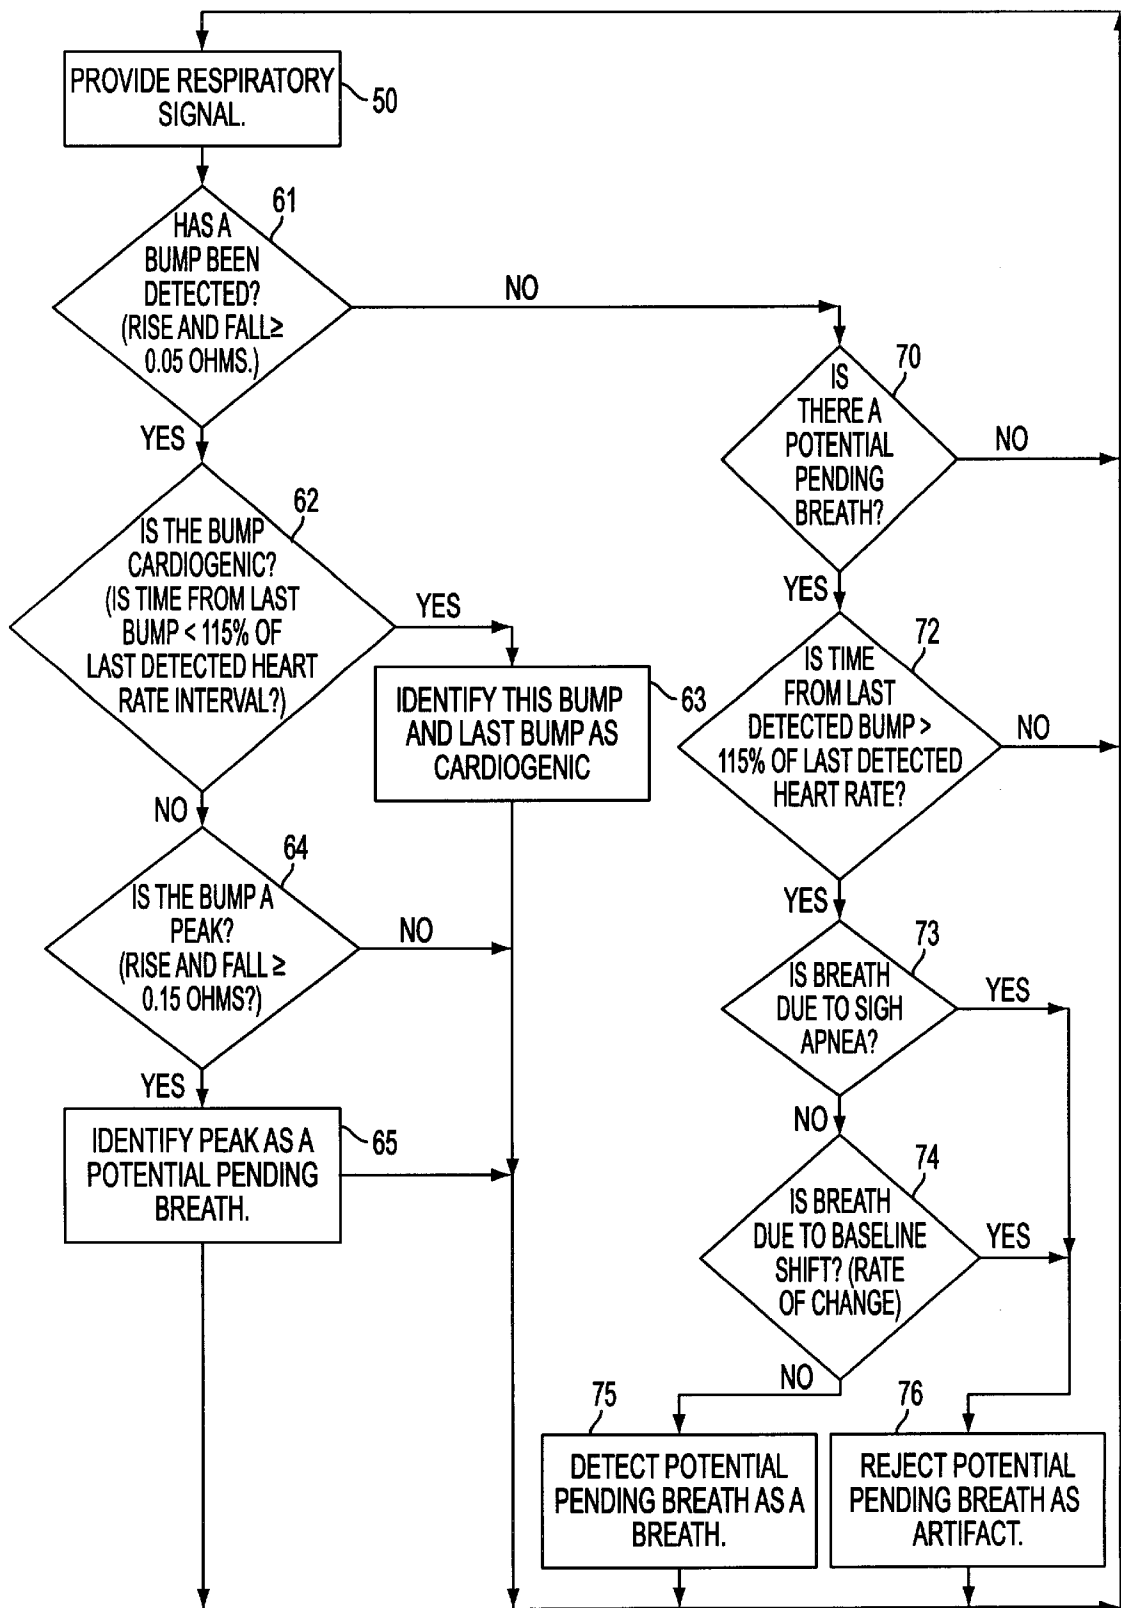 PROVIDE RESPIRATORY
SIGNAL.
50
61
HAS A
BUMP BEEN
DETECTED?
(RISE AND FALL ≥
0.05 OHMS.)
NO
YES
62
IS THE BUMP
CARDIOGENIC?
(IS TIME FROM LAST
BUMP < 115% OF
LAST DETECTED HEART
RATE INTERVAL?)
YES
NO
IDENTIFY THIS BUMP
AND LAST BUMP AS
CARDIOGENIC
63
64
IS THE BUMP A
PEAK?
(RISE AND FALL ≥
0.15 OHMS?)
NO
YES
IDENTIFY PEAK AS A
POTENTIAL PENDING
BREATH.
65
70
IS
THERE A
POTENTIAL
PENDING
BREATH?
NO
YES
72
IS TIME
FROM LAST
DETECTED BUMP >
115% OF LAST DETECTED
HEART RATE?
NO
YES
73
IS BREATH
DUE TO SIGH
APNEA?
YES
NO
74
IS BREATH
DUE TO BASELINE
SHIFT? (RATE
OF CHANGE)
YES
NO
75
DETECT POTENTIAL
PENDING BREATH AS A
BREATH.
76
REJECT POTENTIAL
PENDING BREATH AS
ARTIFACT.